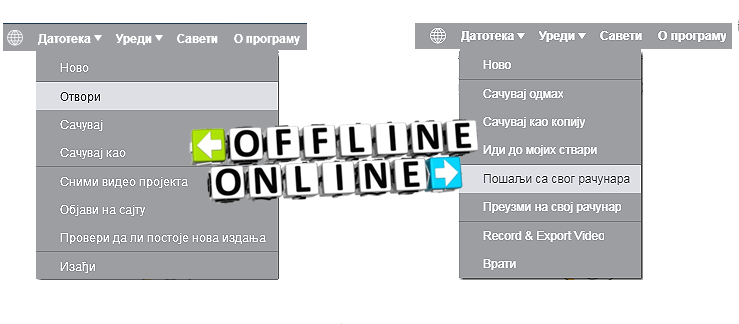 Датотека Уреди Савети О програму
Ново
Отвори
Сачувај
Сачувај као
Сними видео пројекта
Објави на сајту
Провери да ли постоје нова издања
Изађи
OFFLINE
ONLINE
Датотека Уреди Савети О програму
Ново
Сачувај одмах
Сачувај као копију
Иди до мојих ствари
Пошаљи са свог рачунара
Преузми на свој рачунар
Record & Export Video
Врати